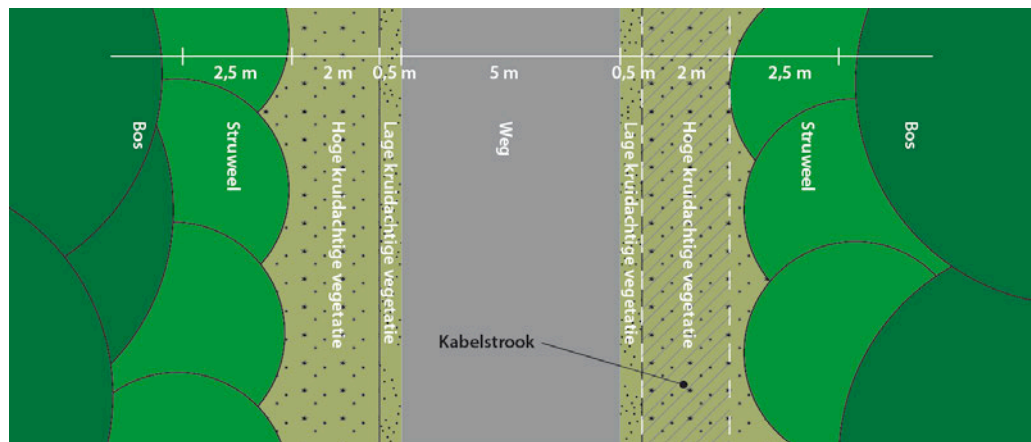 2,5 m
2 m
0,5 m
5 m
0,5 m
2 m
2,5 m
Bos
Struweel
Hoge kruidachtige vegetatie
Lage kruidachtige vegetatie
Weg
Lage kruidachtige vegetatie
Hoge kruidachtige vegetatie
Struweel
Bos
Kabelstrook